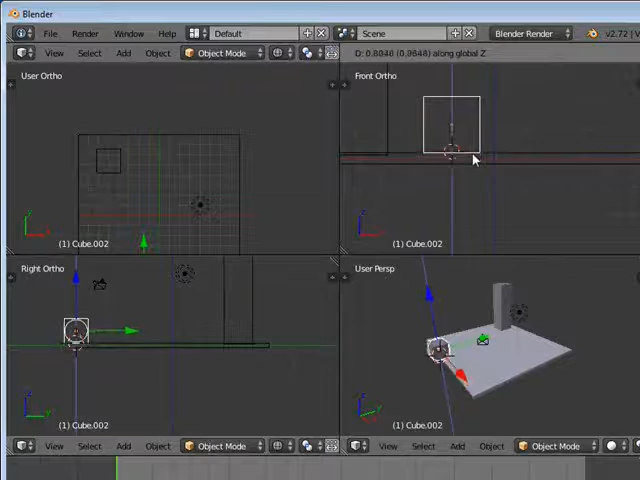 Blender
File Render Window Help Default Scene Blender Render v2.72
View Select Add Object Object Mode D: 0.8048 (0.9648) along global Z
User Ortho Front Ortho
(1) Cube.002 (1) Cube.002
Right Ortho User Persp
(1) Cube.002 (1) Cube.002
View Select Add Object Object Mode View Select Add Object Object Mode